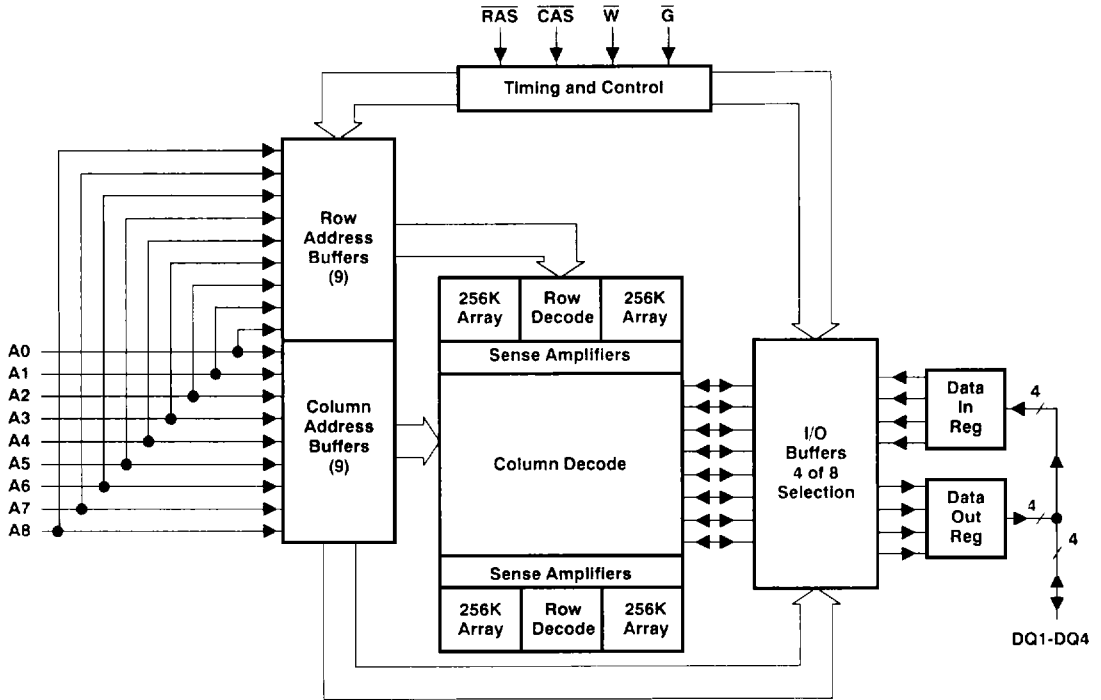 R̅A̅S̅ C̅A̅S̅ W̅ G̅
Timing and Control
Row
Address
Buffers
(9)
256K
Array
Row
Decode
256K
Array
Sense Amplifiers
A0
A1
A2
A3
A4
A5
A6
A7
A8
Column
Address
Buffers
(9)
Column Decode
I/O
Buffers
4 of 8
Selection
Data
In
Reg
4
Data
Out
Reg
4
4
Sense Amplifiers
256K
Array
Row
Decode
256K
Array
DQ1-DQ4